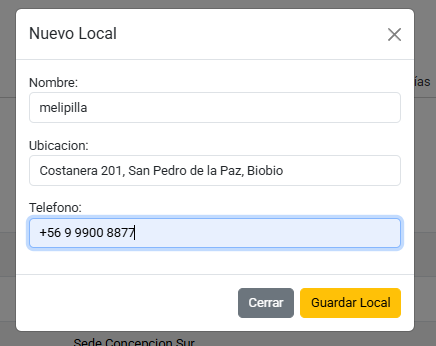 Nuevo Local
ías
Nombre:
melipilla
Ubicacion:
Costanera 201, San Pedro de la Paz, Biobio
Telefono:
+56 9 9900 8877
Cerrar
Guardar Local
Sede Concepcion Sur